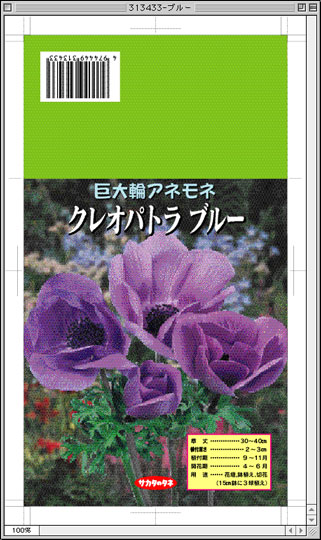 313433-ブルー
4974449313433
巨大輪アネモネ
クレオパトラ ブルー
草　丈 …………… 30〜40cm
植付深さ …………… 2〜3cm
植付期 …………… 9〜11月
開花期 …………… 4〜6月
用　途 …… 花壇,鉢植え,切花
(15cm鉢に3球植え)
サカタのタネ
100%